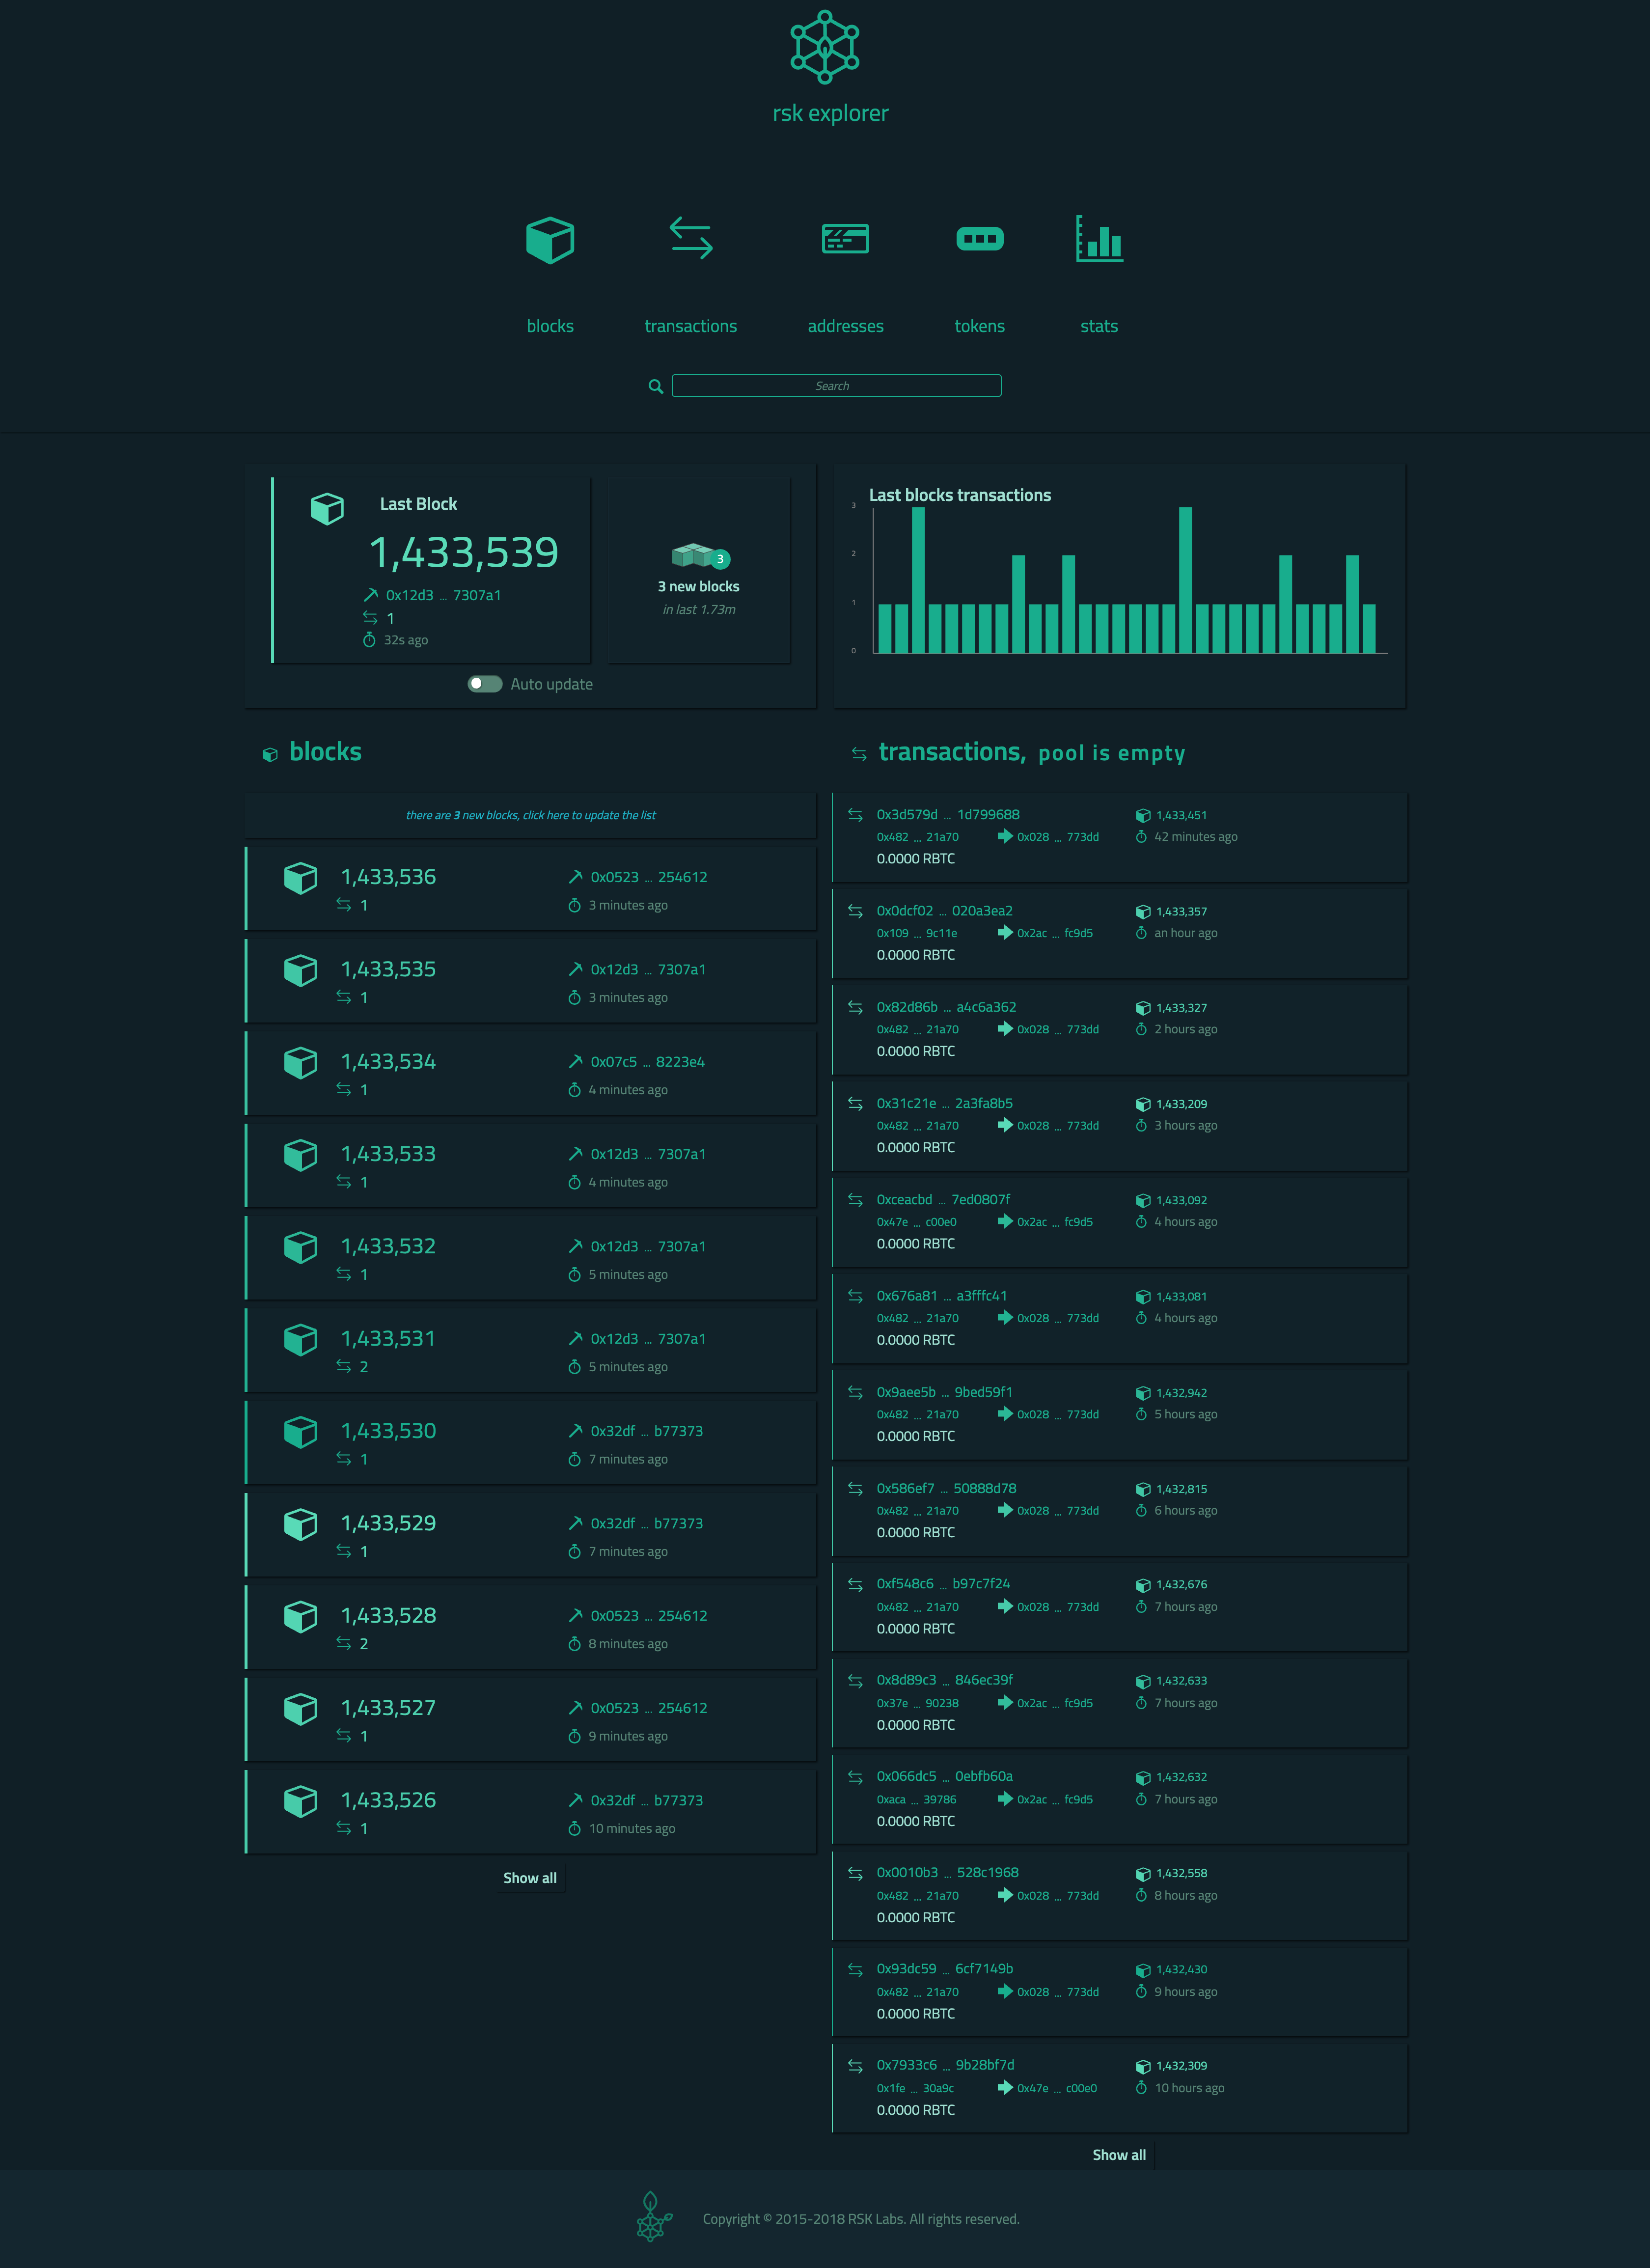 rsk explorer
blocks
transactions
addresses
tokens
stats
Search
Last Block
1,433,539
0x12d3 ... 7307a1
1
32s ago
3
3 new blocks
in last 1.73m
Auto update
Last blocks transactions
3
2
1
0
blocks
there are 3 new blocks, click here to update the list
1,433,536
0x0523 ... 254612
1
3 minutes ago
1,433,535
0x12d3 ... 7307a1
1
3 minutes ago
1,433,534
0x07c5 ... 8223e4
1
4 minutes ago
1,433,533
0x12d3 ... 7307a1
1
4 minutes ago
1,433,532
0x12d3 ... 7307a1
1
5 minutes ago
1,433,531
0x12d3 ... 7307a1
2
5 minutes ago
1,433,530
0x32df ... b77373
1
7 minutes ago
1,433,529
0x32df ... b77373
1
7 minutes ago
1,433,528
0x0523 ... 254612
2
8 minutes ago
1,433,527
0x0523 ... 254612
1
9 minutes ago
1,433,526
0x32df ... b77373
1
10 minutes ago
Show all
transactions, pool is empty
0x3d579d ... 1d799688
1,433,451
0x482 ... 21a70 0x028 ... 773dd
42 minutes ago
0.0000 RBTC
0x0dcf02 ... 020a3ea2
1,433,357
0x109 ... 9c11e 0x2ac ... fc9d5
an hour ago
0.0000 RBTC
0x82d86b ... a4c6a362
1,433,327
0x482 ... 21a70 0x028 ... 773dd
2 hours ago
0.0000 RBTC
0x31c21e ... 2a3fa8b5
1,433,209
0x482 ... 21a70 0x028 ... 773dd
3 hours ago
0.0000 RBTC
0xceacbd ... 7ed0807f
1,433,092
0x47e ... c00e0 0x2ac ... fc9d5
4 hours ago
0.0000 RBTC
0x676a81 ... a3fffc41
1,433,081
0x482 ... 21a70 0x028 ... 773dd
4 hours ago
0.0000 RBTC
0x9aee5b ... 9bed59f1
1,432,942
0x482 ... 21a70 0x028 ... 773dd
5 hours ago
0.0000 RBTC
0x586ef7 ... 50888d78
1,432,815
0x482 ... 21a70 0x028 ... 773dd
6 hours ago
0.0000 RBTC
0xf548c6 ... b97c7f24
1,432,676
0x482 ... 21a70 0x028 ... 773dd
7 hours ago
0.0000 RBTC
0x8d89c3 ... 846ec39f
1,432,633
0x37e ... 90238 0x2ac ... fc9d5
7 hours ago
0.0000 RBTC
0x066dc5 ... 0ebfb60a
1,432,632
0xaca ... 39786 0x2ac ... fc9d5
7 hours ago
0.0000 RBTC
0x0010b3 ... 528c1968
1,432,558
0x482 ... 21a70 0x028 ... 773dd
8 hours ago
0.0000 RBTC
0x93dc59 ... 6cf7149b
1,432,430
0x482 ... 21a70 0x028 ... 773dd
9 hours ago
0.0000 RBTC
0x7933c6 ... 9b28bf7d
1,432,309
0x1fe ... 30a9c 0x47e ... c00e0
10 hours ago
0.0000 RBTC
Show all
Copyright © 2015-2018 RSK Labs. All rights reserved.